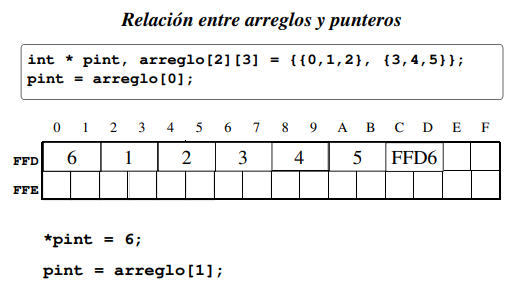 Relación entre arreglos y punteros
int * pint, arreglo[2][3] = {{0,1,2}, {3,4,5}};
pint = arreglo[0];
0 1 2 3 4 5 6 7 8 9 A B C D E F
FFD 6 1 2 3 4 5 FFD6
FFE
*pint = 6;
pint = arreglo[1];